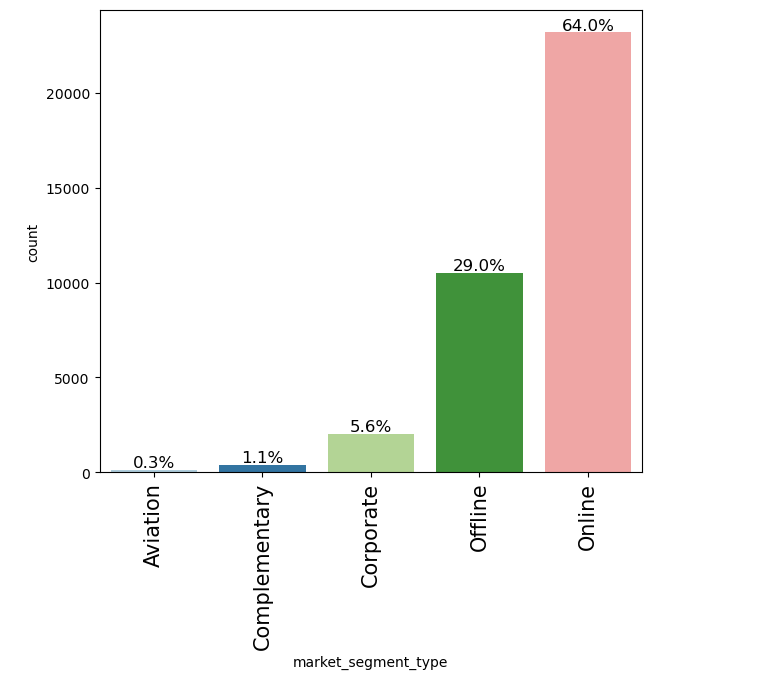 64.0%
20000
15000
count
29.0%
10000
5000
5.6%
1.1%
0.3%
0
Aviation
Complementary
Corporate
Offline
Online
market_segment_type